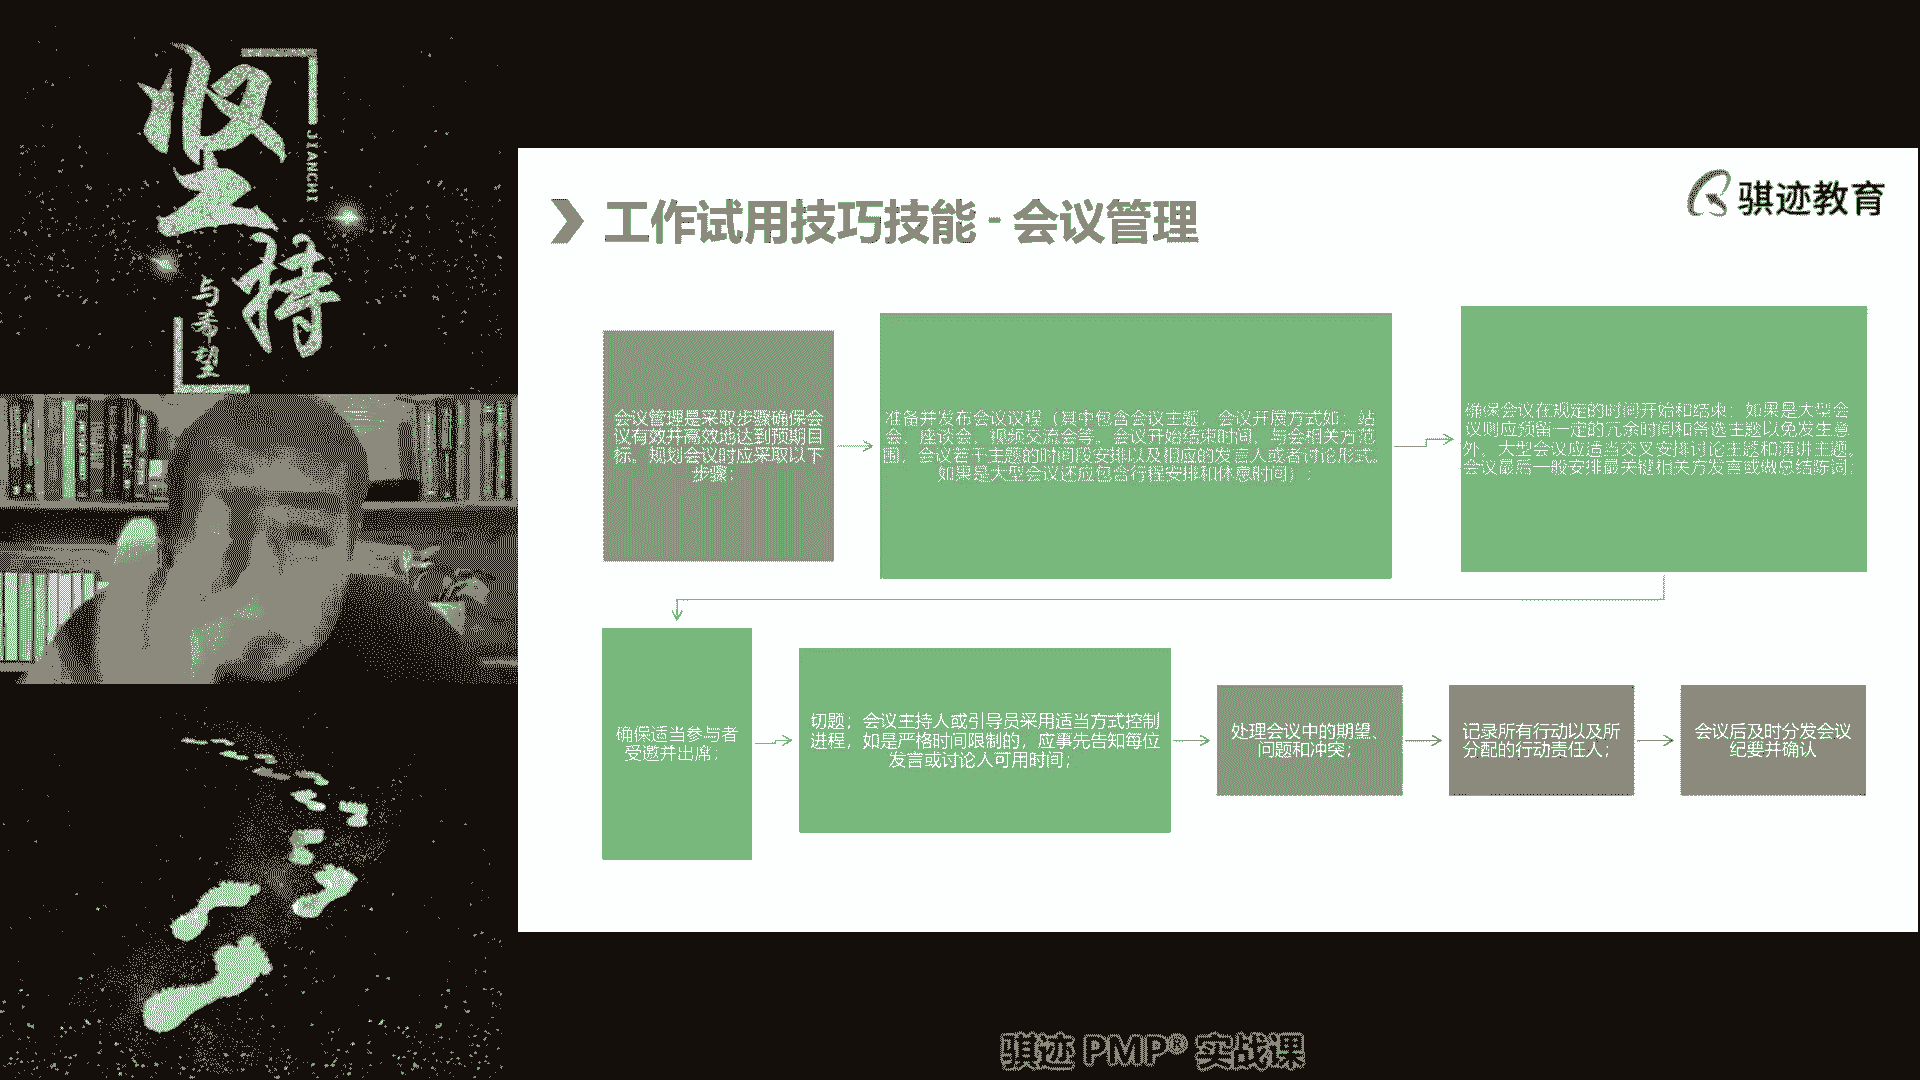 坚持
JIANCHI
与希望
骐迹教育
工作试用技巧技能 - 会议管理
会议管理是采取步骤确保会
议有效并高效地达到预期目
标。规划会议时应采取以下
步骤：
准备并发布会议议程（其中包含会议主题、会议开展方式如：站
会、座谈会、视频交流会等、会议开始结束时间、与会相关方范
围、会议若干主题的时间段安排以及相应的发言人或者讨论形式。
如果是大型会议还应包含行程安排和休息时间）；
确保会议在规定的时间开始和结束；如果是大型会
议则应预留一定的冗余时间和备选主题以免发生意
外。大型会议应适当交叉安排讨论主题和演讲主题。
会议最后一般安排最关键相关方发言或做总结陈词；
确保适当参与者
受邀并出席；
切题；会议主持人或引导员采用适当方式控制
进程，如是严格时间限制的，应事先告知每位
发言或讨论人可用时间；
处理会议中的期望、
问题和冲突；
记录所有行动以及所
分配的行动责任人；
会议后及时分发会议
纪要并确认
骐迹 PMP® 实战课